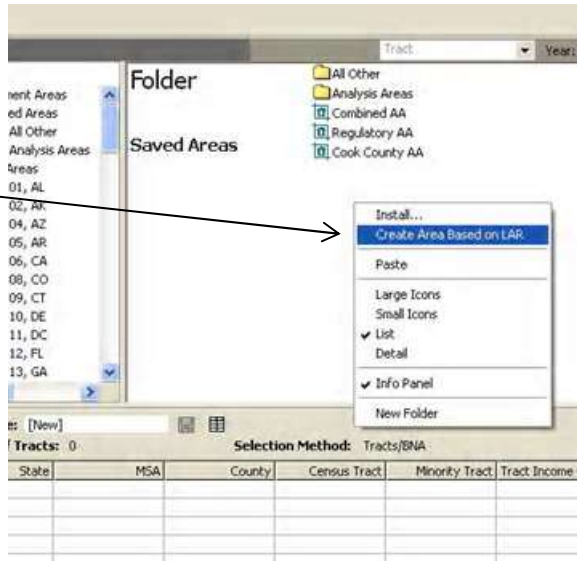 Tract Year:
Folder
Saved Areas
ment Areas
ed Areas
All Other
Analysis Areas
Areas
01, AL
02, AK
04, AZ
05, AR
06, CA
08, CO
09, CT
10, DE
11, DC
12, FL
13, GA
All Other
Analysis Areas
Combined AA
Regulatory AA
Cook County AA
Install...
Create Area Based on LAR
Paste
Large Icons
Small Icons
List
Detail
Info Panel
New Folder
e: [New]
f Tracts: 0 Selection Method: Tracts/BNA
State MSA County Census Tract Minority Tract Tract Income